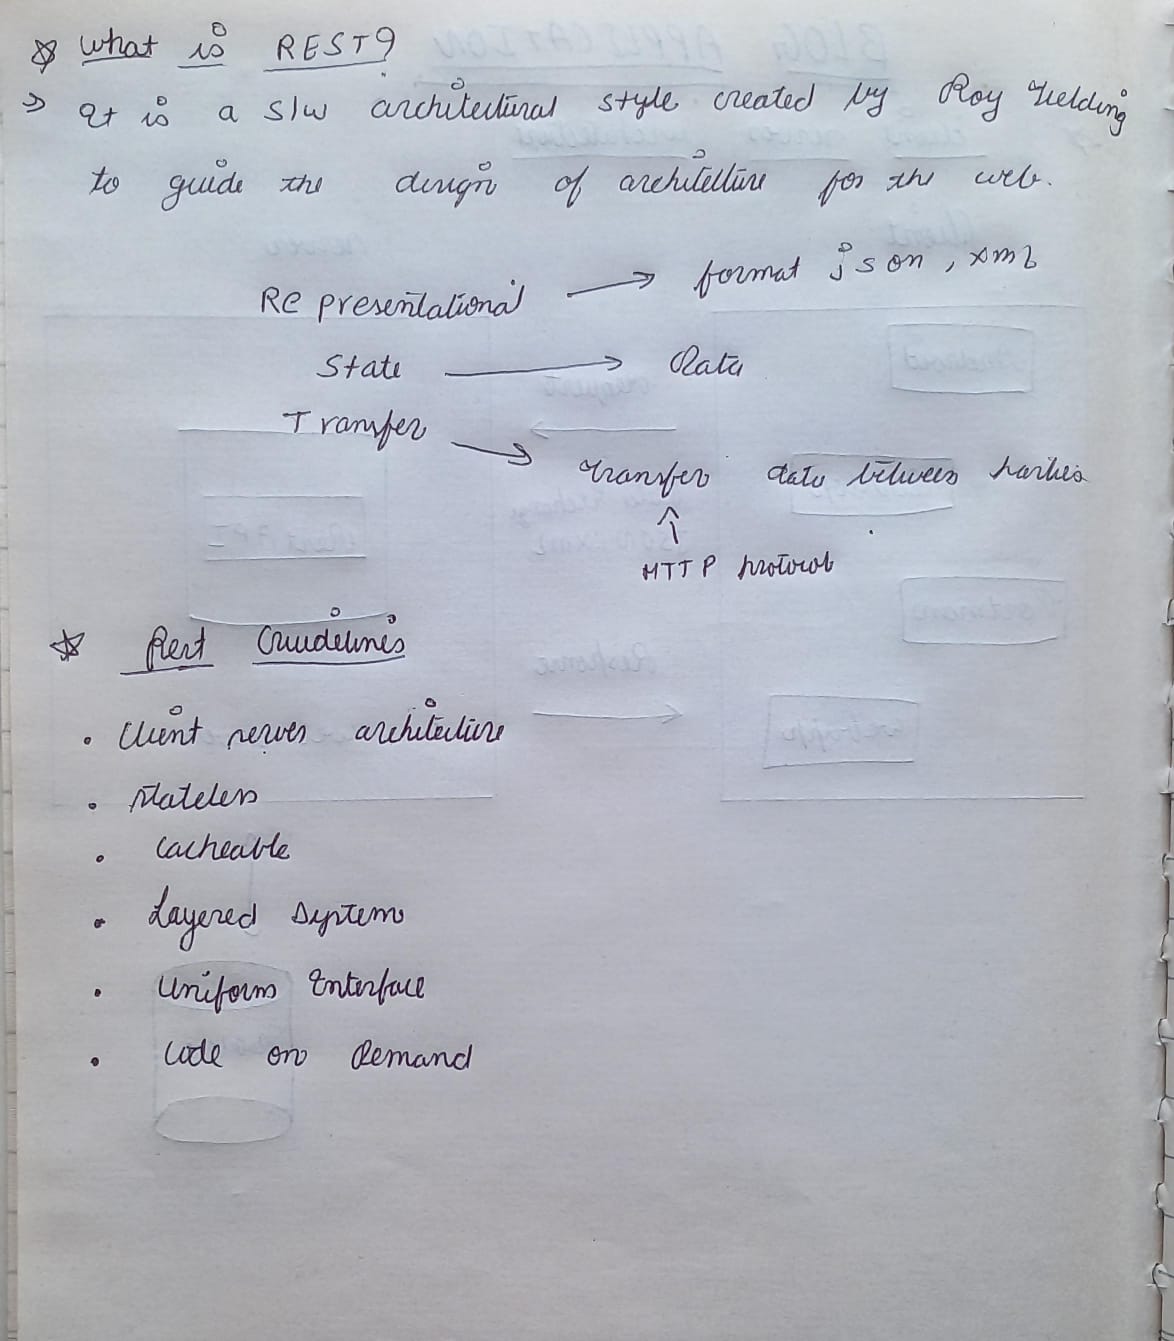 What is REST?
It is a s/w architectural style created by Roy Fielding
to guide the design of architecture for the web.
REpresentational → format json, xml
State → Data
Transfer → transfer data between parties
↑
HTTP protocol
Rest Guidelines
• Client server architecture
• Stateless
• Cacheable
• Layered System
• Uniform Interface
• Code on Demand